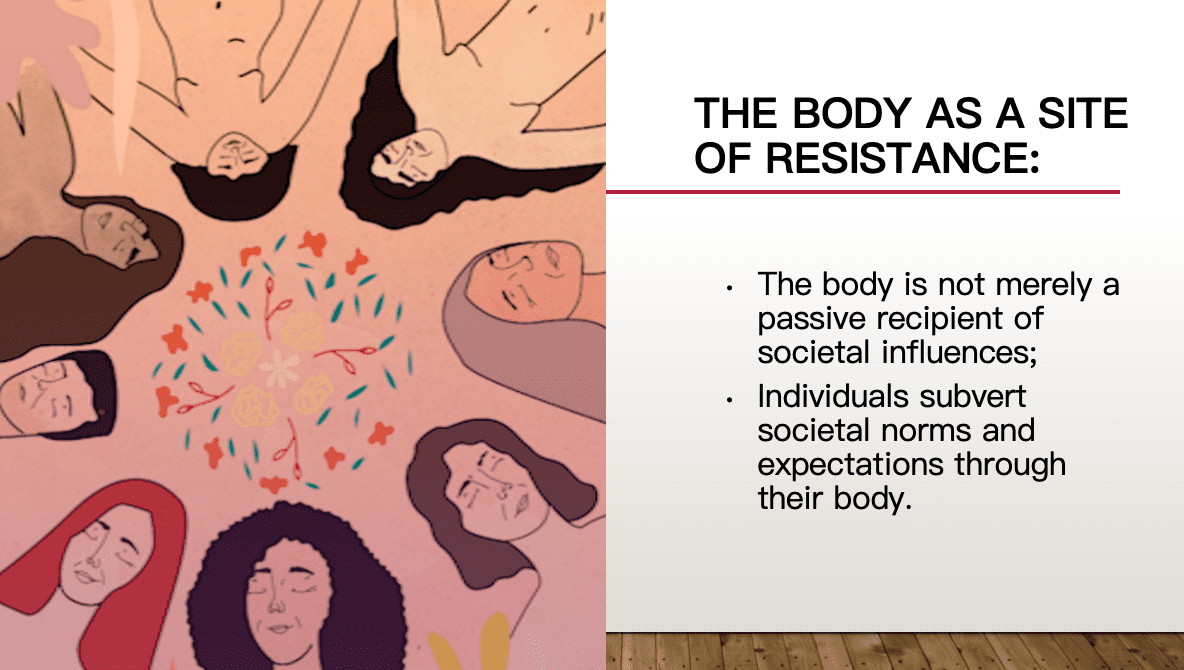 THE BODY AS A SITE
OF RESISTANCE:
• The body is not merely a
passive recipient of
societal influences;
• Individuals subvert
societal norms and
expectations through
their body.